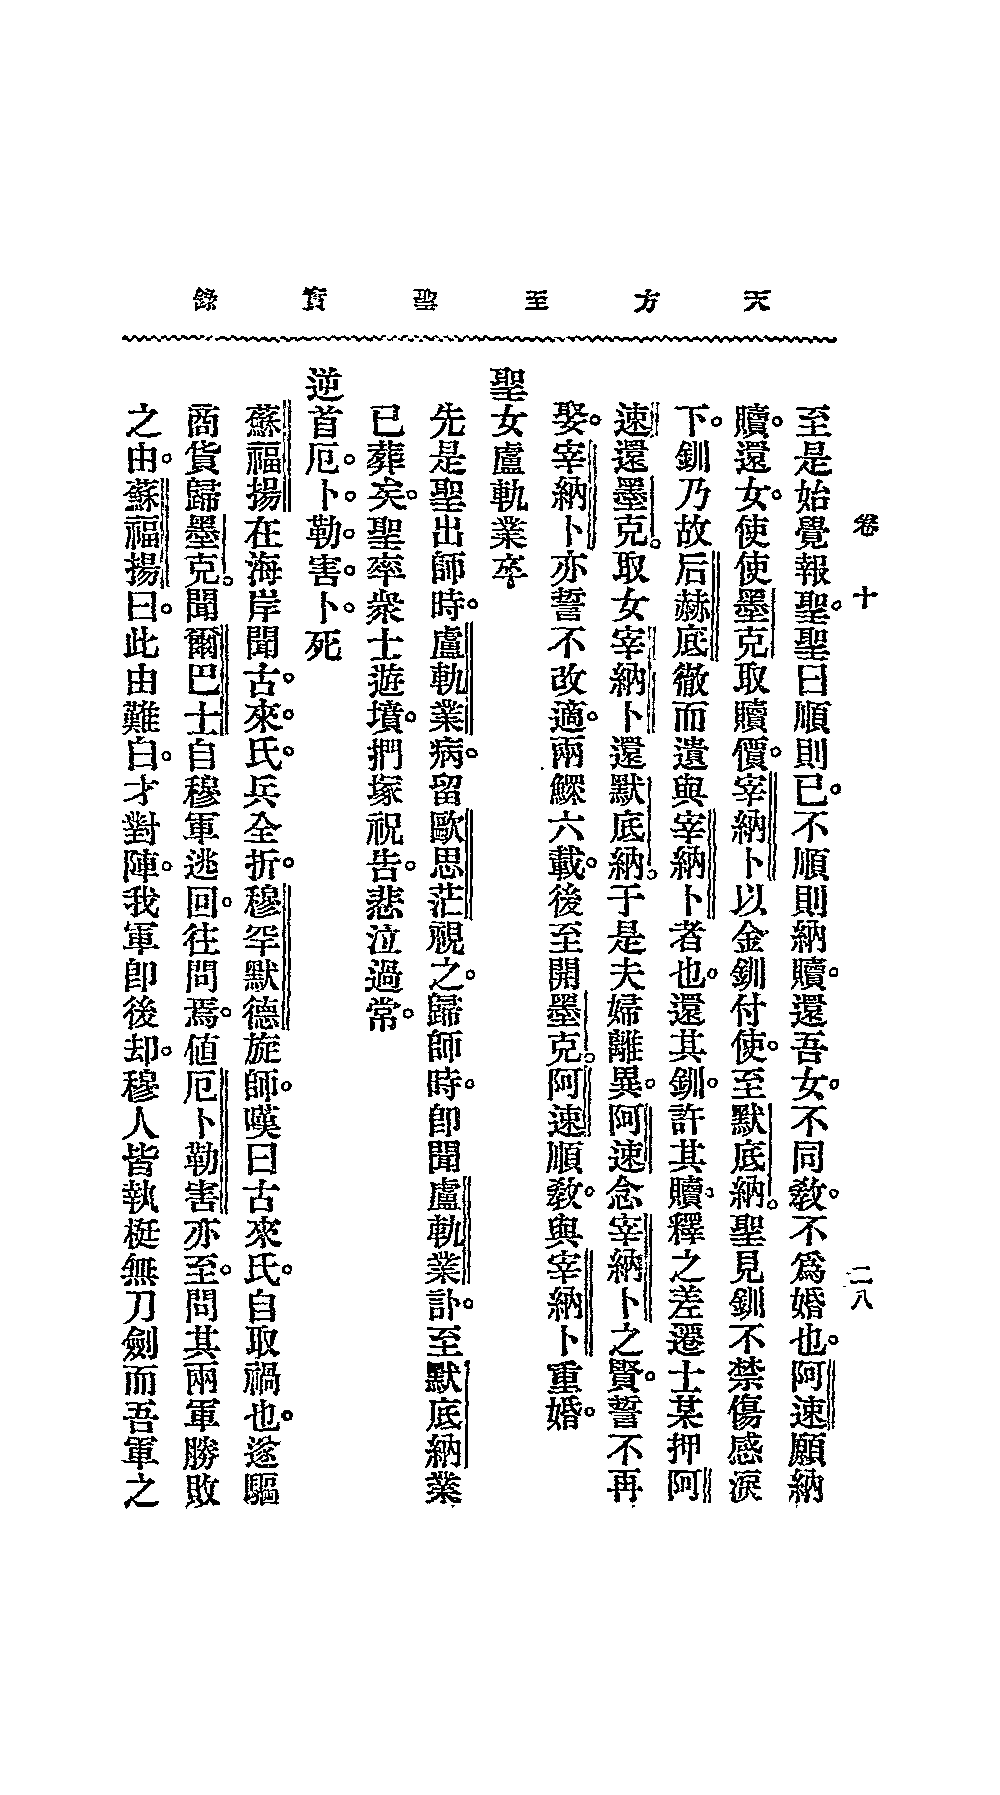 天方至聖實錄
卷十
二八
至是始覺報聖。聖曰順則已。不順則納贖。還吾女。不同敎。不爲婚也。阿速願納
贖。還女。使使墨克取贖價。宰納卜以金釧付使。至默底納。聖見釧不禁傷感淚
下。釧乃故后赫底徹而遺與宰納卜者也。還其釧。許其贖。釋之差遷士某押阿
速還墨克。取女宰納卜還默底納。于是夫婦離異。阿速念宰納卜之賢。誓不再
娶。宰納卜亦誓不改適。兩鰥六載。後至開墨克。阿速順敎。與宰納卜重婚。
聖女盧軌業卒
先是聖出師時。盧軌業病。留歐思茫視之。歸師時。卽聞盧軌業訃。至默底納業
已葬矣。聖率衆士遊墳。捫塚祝告。悲泣過常。
逆首厄。卜。勒。害。卜。死
蘇福揚在海岸聞古。來。氏。兵全折。穆罕默德旋師。嘆曰古來氏。自取禍也。遂驅
商貨歸墨克。聞爾巴士自穆軍逃回。往問焉。値厄卜勒害亦至。問其兩軍勝敗
之由。蘇福揚曰。此由難白。才對陣。我軍卽後却。穆人皆執梃無刀劍而吾軍之